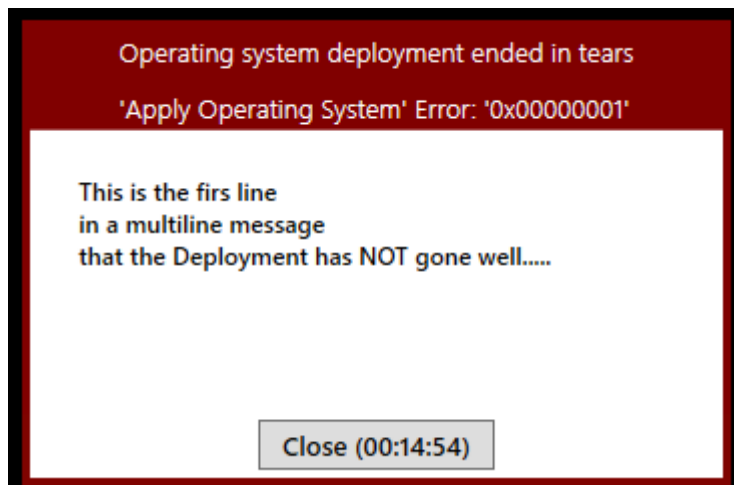 Operating system deployment ended in tears
'Apply Operating System' Error: '0x00000001'
This is the firs line
in a multiline message
that the Deployment has NOT gone well.....
Close (00:14:54)